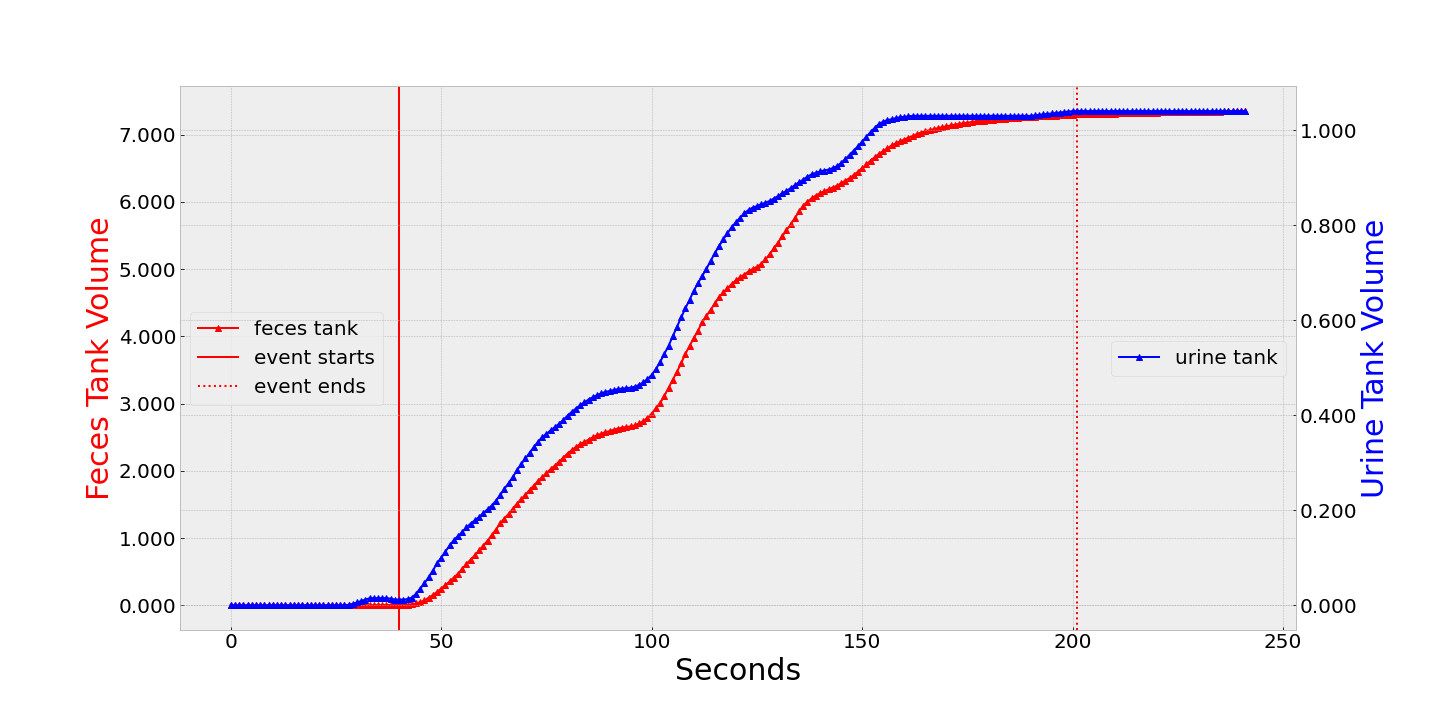 Feces Tank Volume
7.000
6.000
5.000
4.000
3.000
2.000
1.000
0.000
feces tank
event starts
event ends
urine tank
1.000
0.800
0.600
0.400
0.200
0.000
Urine Tank Volume
0 50 100 150 200 250
Seconds